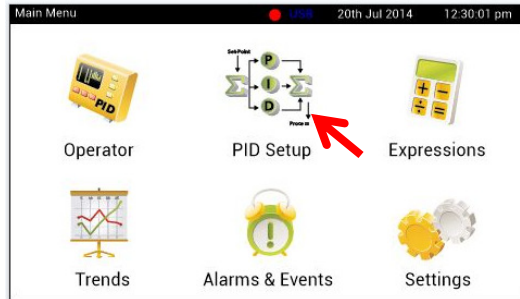 Main Menu USB 20th Jul 2014 12:30:01 pm
PID
Operator
Set-Point
P
I
D
PID Setup
Expressions
Trends
Alarms & Events
Settings